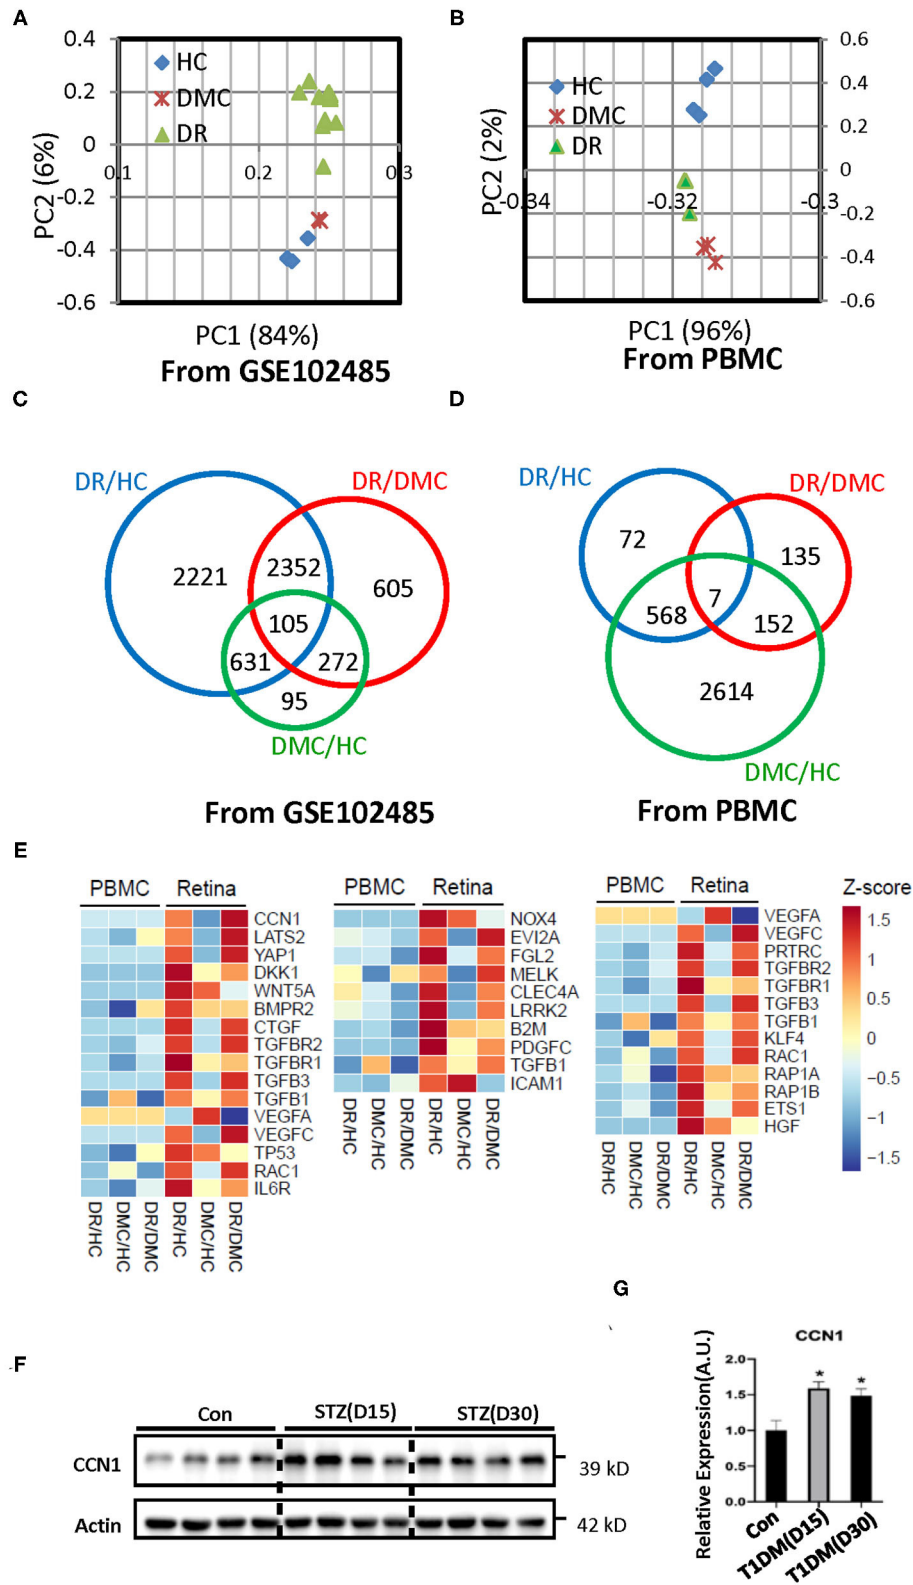 A
0.4
0.2
0
-0.2
-0.4
-0.6
0.1
0.2
0.3
HC
DMC
DR
PC2 (6%)
PC1 (84%)
From GSE102485
B
0.6
0.4
0.2
0
-0.2
-0.4
-0.6
-0.34
-0.32
-0.3
HC
DMC
DR
PC2 (2%)
PC1 (96%)
From PBMC
C
DR/HC
DR/DMC
2221
2352
605
105
631
272
95
DMC/HC
From GSE102485
D
DR/HC
DR/DMC
72
135
7
568
152
2614
DMC/HC
From PBMC
E
PBMC Retina
CCN1
LATS2
YAP1
DKK1
WNT5A
BMPR2
CTGF
TGFBR2
TGFBR1
TGFB3
TGFB1
VEGFA
VEGFC
TP53
RAC1
IL6R
DR/HC
DMC/HC
DR/DMC
DR/HC
DMC/HC
DR/DMC
PBMC Retina
NOX4
EVI2A
FGL2
MELK
CLEC4A
LRRK2
B2M
PDGFC
TGFB1
ICAM1
DR/HC
DMC/HC
DR/DMC
DR/HC
DMC/HC
DR/DMC
PBMC Retina
VEGFA
VEGFC
PRTRC
TGFBR2
TGFBR1
TGFB3
TGFB1
KLF4
RAC1
RAP1A
RAP1B
ETS1
HGF
DR/HC
DMC/HC
DR/DMC
DR/HC
DMC/HC
DR/DMC
Z-score
1.5
1
0.5
0
−0.5
−1
−1.5
F
Con STZ(D15) STZ(D30)
CCN1 39 kD
Actin 42 kD
G
CCN1
Relative Expression(A.U.)
2.0
1.5
1.0
0.5
0.0
* *
Con
T1DM(D15)
T1DM(D30)